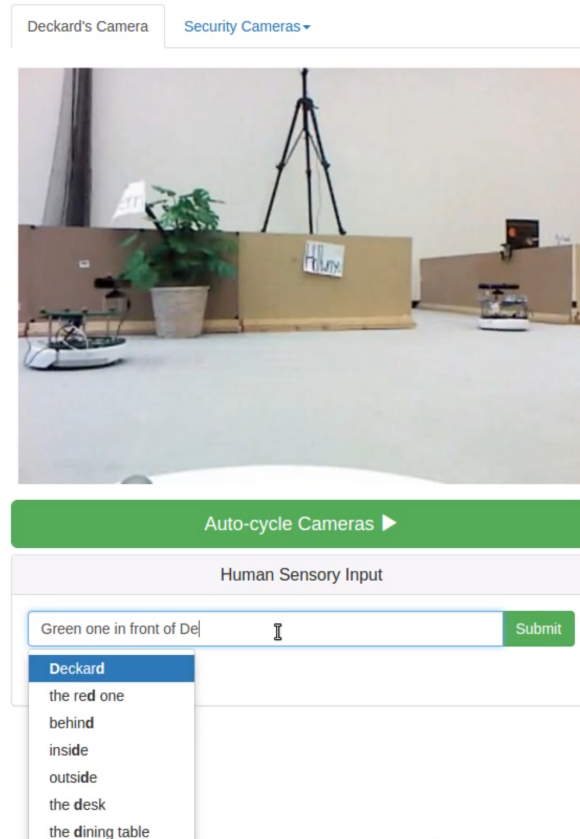 Deckard's Camera
Security Cameras
Hallway
Auto-cycle Cameras
Human Sensory Input
Green one in front of De
Submit
Deckard
the red one
behind
inside
outside
the desk
the dining table